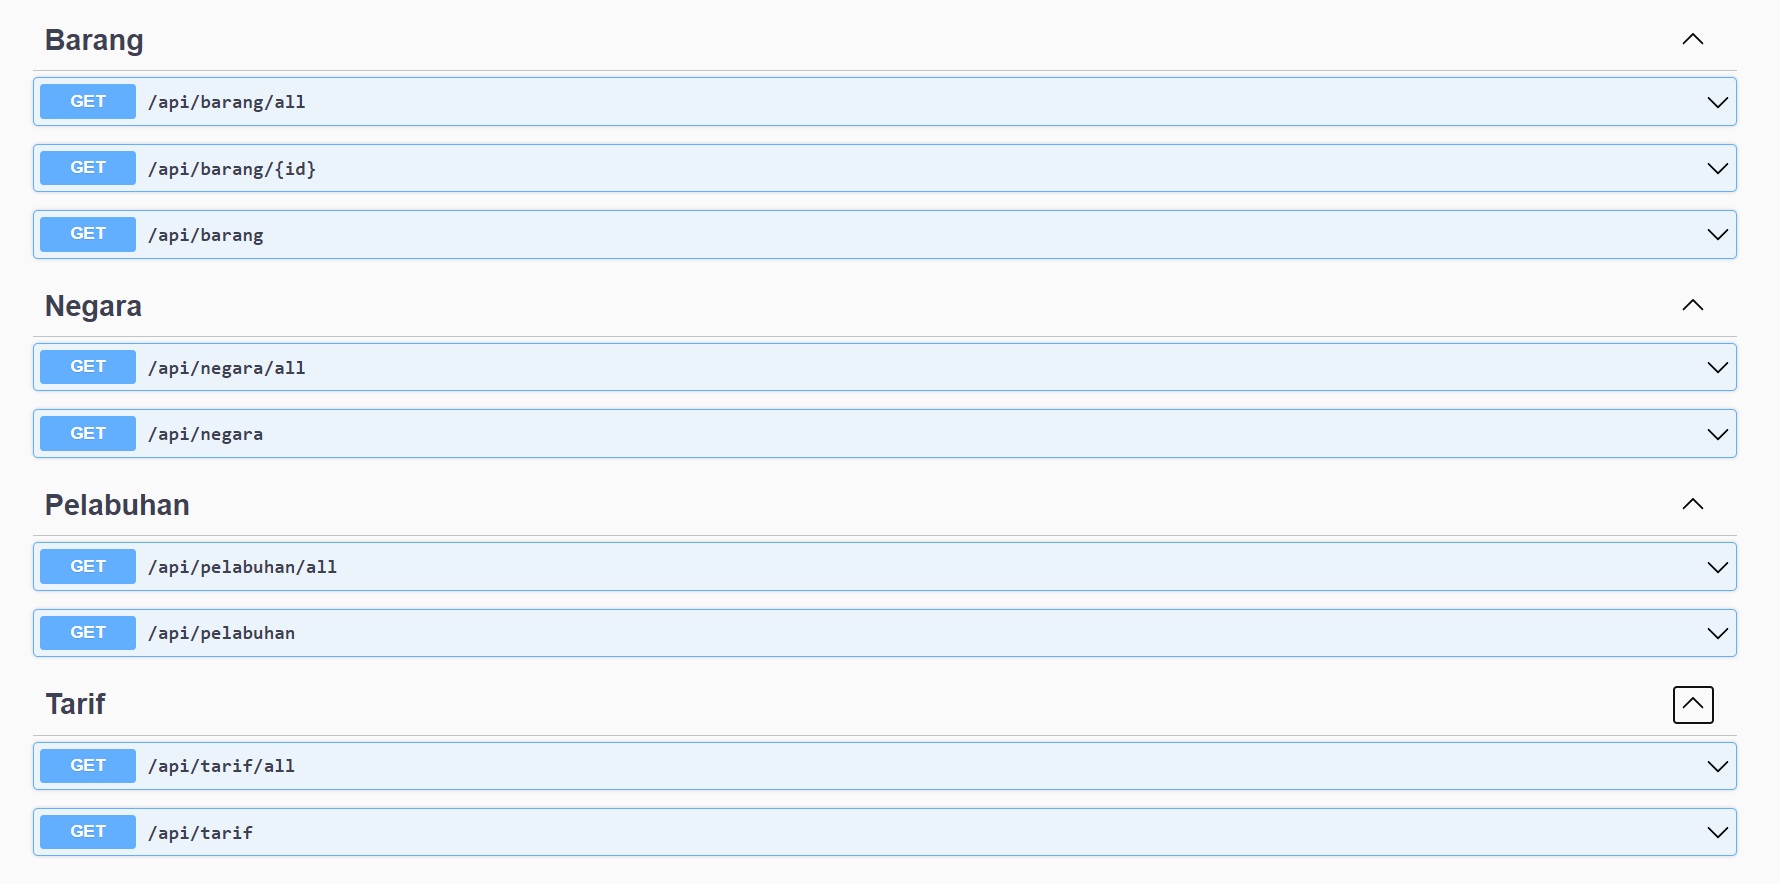 Barang
GET /api/barang/all
GET /api/barang/{id}
GET /api/barang
Negara
GET /api/negara/all
GET /api/negara
Pelabuhan
GET /api/pelabuhan/all
GET /api/pelabuhan
Tarif
GET /api/tarif/all
GET /api/tarif